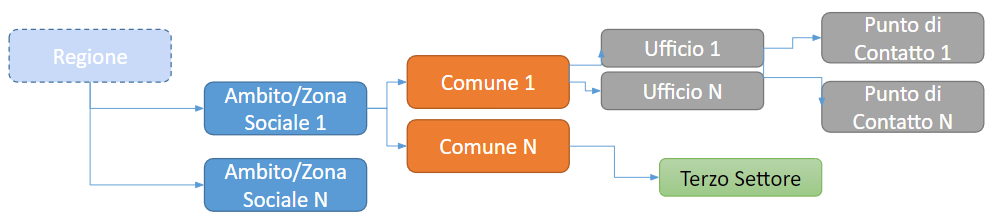 Regione
Ambito/Zona
Sociale 1
Ambito/Zona
Sociale N
Comune 1
Comune N
Ufficio 1
Ufficio N
Punto di
Contatto 1
Punto di
Contatto N
Terzo Settore